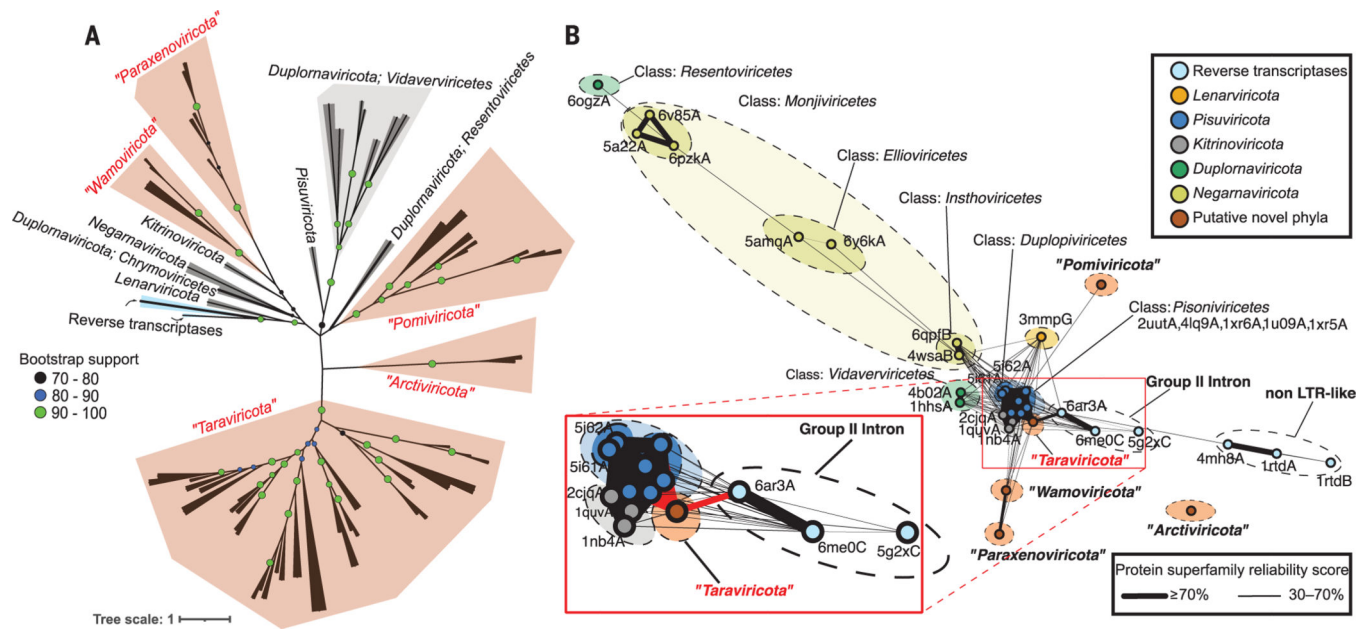 A
"Paraxenoviricota"
"Wamoviricota"
Duplornaviricota; Vidaverviricetes
Duplornaviricota; Resentoviricetes
Pisuviricota
Kitrinoviricota
Negarnaviricota
Duplornaviricota; Chrymoviricetes
Lenarviricota
Reverse transcriptases
"Pomiviricota"
"Arctiviricota"
"Taraviricota"
Bootstrap support
70 - 80
80 - 90
90 - 100
Tree scale: 1
B
Class: Resentoviricetes
6ogzA
Class: Monjiviricetes
6v85A
5a22A
6pzkA
Class: Ellioviricetes
5amqA
6y6kA
Class: Insthoviricetes
Class: Duplopiviricetes
"Pomiviricota"
Class: Pisoniviricetes
2uutA,4lq9A,1xr6A,1u09A,1xr5A
3mmpG
6qpfB
4wsaB
5i62A
5i61A
Class: Vidaverviricetes
4b02A
1hhsA
2cjqA
1quvA
1nb4A
6ar3A
6me0C
5g2xC
Group II Intron
non LTR-like
4mh8A
1rtdA
1rtdB
"Taraviricota"
"Wamoviricota"
"Paraxenoviricota"
"Arctiviricota"
5i62A
5i61A
2cjqA
1quvA
1nb4A
Group II Intron
6ar3A
6me0C
5g2xC
"Taraviricota"
Reverse transcriptases
Lenarviricota
Pisuviricota
Kitrinoviricota
Duplornaviricota
Negarnaviricota
Putative novel phyla
Protein superfamily reliability score
≥70%
30–70%